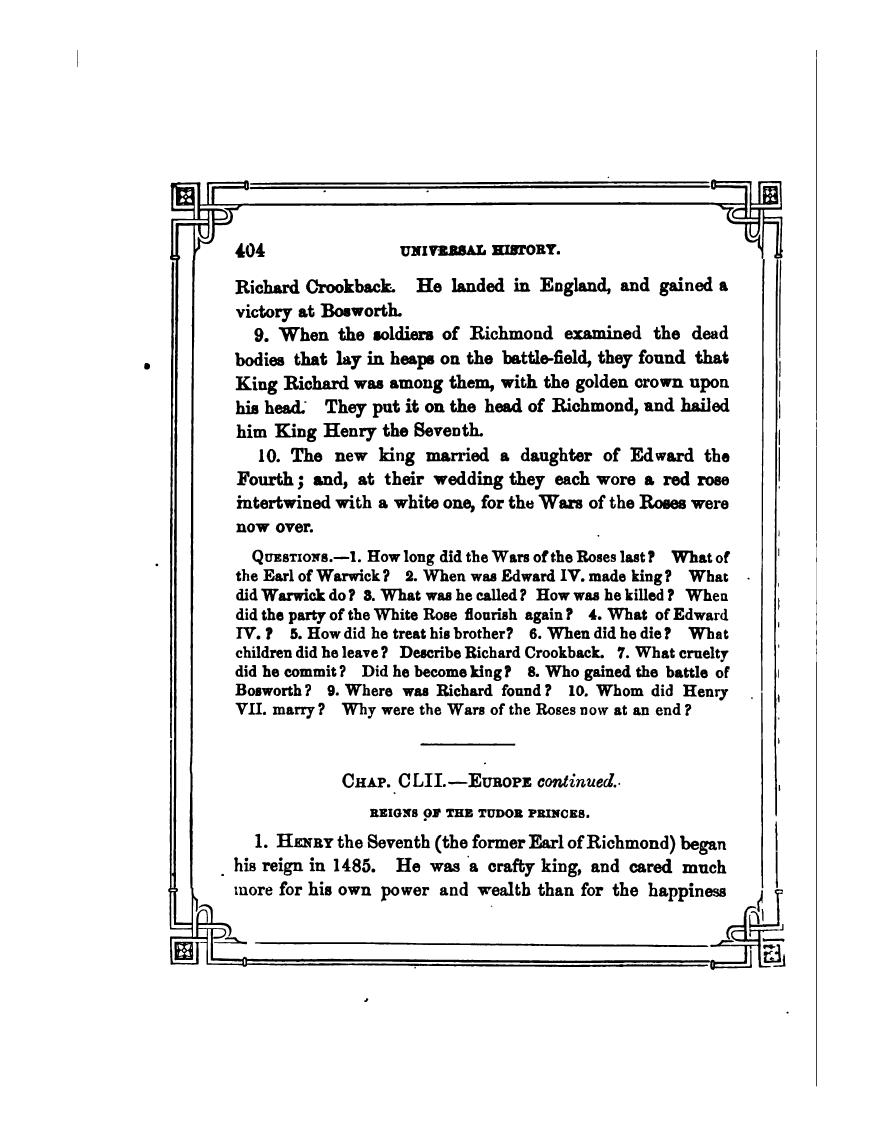 404 UNIVERSAL HISTORY.
Richard Crookback. He landed in England, and gained a
victory at Bosworth.
9. When the soldiers of Richmond examined the dead
bodies that lay in heaps on the battle-field, they found that
King Richard was among them, with the golden crown upon
his head. They put it on the head of Richmond, and hailed
him King Henry the Seventh.
10. The new king married a daughter of Edward the
Fourth; and, at their wedding they each wore a red rose
intertwined with a white one, for the Wars of the Roses were
now over.
QUESTIONS.—1. How long did the Wars of the Roses last? What of
the Earl of Warwick? 2. When was Edward IV. made king? What
did Warwick do? 3. What was he called? How was he killed? When
did the party of the White Rose flourish again? 4. What of Edward
IV.? 5. How did he treat his brother? 6. When did he die? What
children did he leave? Describe Richard Crookback. 7. What cruelty
did he commit? Did he become king? 8. Who gained the battle of
Bosworth? 9. Where was Richard found? 10. Whom did Henry
VII. marry? Why were the Wars of the Roses now at an end?
CHAP. CLII.—EUROPE continued.
REIGNS OF THE TUDOR PRINCES.
1. HENRY the Seventh (the former Earl of Richmond) began
his reign in 1485. He was a crafty king, and cared much
more for his own power and wealth than for the happiness